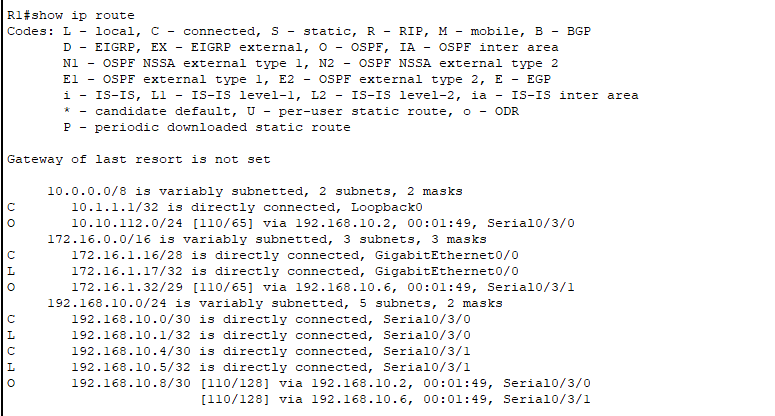 R1#show ip route
Codes: L - local, C - connected, S - static, R - RIP, M - mobile, B - BGP
       D - EIGRP, EX - EIGRP external, O - OSPF, IA - OSPF inter area
       N1 - OSPF NSSA external type 1, N2 - OSPF NSSA external type 2
       E1 - OSPF external type 1, E2 - OSPF external type 2, E - EGP
       i - IS-IS, L1 - IS-IS level-1, L2 - IS-IS level-2, ia - IS-IS inter area
       * - candidate default, U - per-user static route, o - ODR
       P - periodic downloaded static route

Gateway of last resort is not set

     10.0.0.0/8 is variably subnetted, 2 subnets, 2 masks
C       10.1.1.1/32 is directly connected, Loopback0
O       10.10.112.0/24 [110/65] via 192.168.10.2, 00:01:49, Serial0/3/0
     172.16.0.0/16 is variably subnetted, 3 subnets, 3 masks
C       172.16.1.16/28 is directly connected, GigabitEthernet0/0
L       172.16.1.17/32 is directly connected, GigabitEthernet0/0
O       172.16.1.32/29 [110/65] via 192.168.10.6, 00:01:49, Serial0/3/1
     192.168.10.0/24 is variably subnetted, 5 subnets, 2 masks
C       192.168.10.0/30 is directly connected, Serial0/3/0
L       192.168.10.1/32 is directly connected, Serial0/3/0
C       192.168.10.4/30 is directly connected, Serial0/3/1
L       192.168.10.5/32 is directly connected, Serial0/3/1
O       192.168.10.8/30 [110/128] via 192.168.10.2, 00:01:49, Serial0/3/0
                        [110/128] via 192.168.10.6, 00:01:49, Serial0/3/1